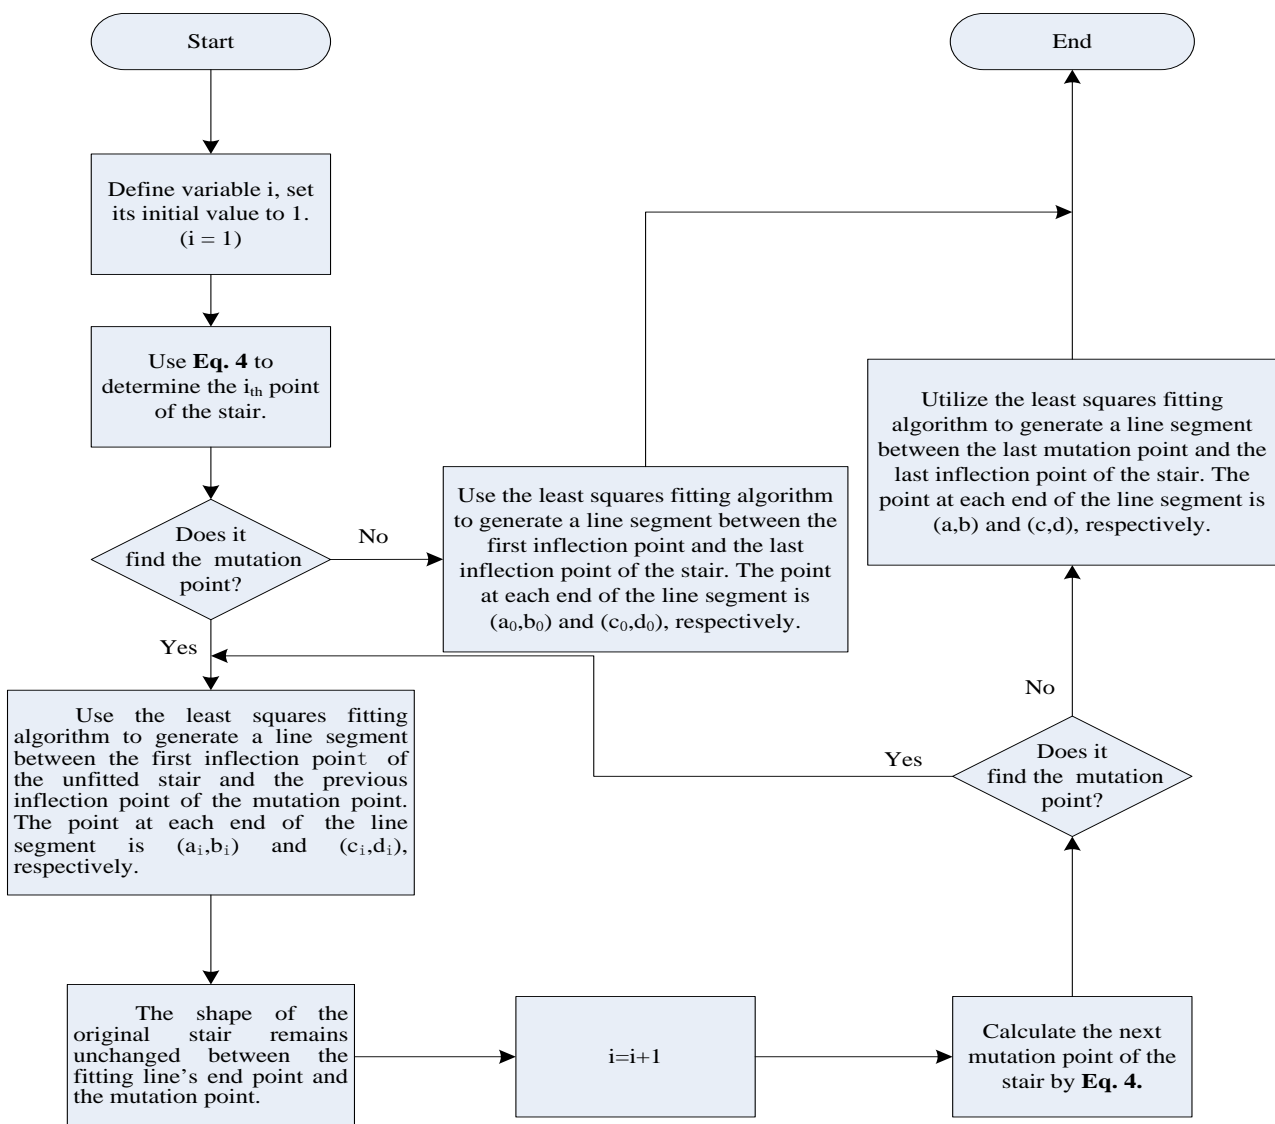 Start
Define variable i, set
its initial value to 1.
(i = 1)
Use Eq. 4 to
determine the ith point
of the stair.
Does it
find the mutation
point?
No
Use the least squares fitting algorithm
to generate a line segment between the
first inflection point and the last
inflection point of the stair. The point
at each end of the line segment is
(a0,b0) and (c0,d0), respectively.
Yes
Use the least squares fitting
algorithm to generate a line segment
between the first inflection point of
the unfitted stair and the previous
inflection point of the mutation point.
The point at each end of the line
segment is (ai,bi) and (ci,di),
respectively.
The shape of the
original stair remains
unchanged between the
fitting line’s end point and
the mutation point.
i=i+1
Calculate the next
mutation point of the
stair by Eq. 4.
Does it
find the mutation
point?
Yes
No
Utilize the least squares fitting
algorithm to generate a line segment
between the last mutation point and the
last inflection point of the stair. The
point at each end of the line segment is
(a,b) and (c,d), respectively.
End